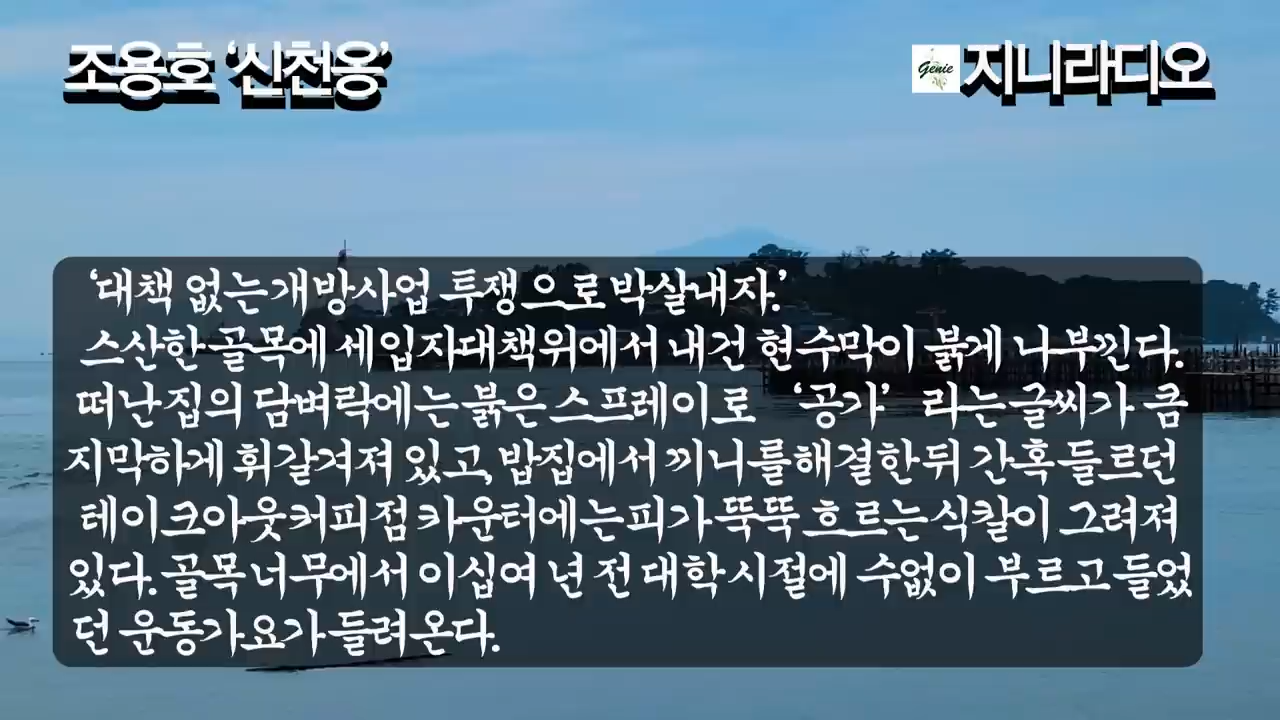 조용호 ‘신천옹’
Genie 지니라디오
‘대책 없는 개방사업 투쟁으로 박살내자.’
스산한 골목에 세입자대책위에서 내건 현수막이 붉게 나부낀다.
떠난 집의 담벼락에는 붉은 스프레이로 ‘공가’ 라는 글씨가 큼
지막하게 휘갈겨져 있고, 밥집에서 끼니를 해결한 뒤 간혹 들르던
테이크아웃 커피점 카운터에는 피가 뚝뚝 흐르는 식칼이 그려져
있다. 골목 너무에서 이십여 년 전 대학시절에 수없이 부르고 들었
던 운동가요가 들려온다.